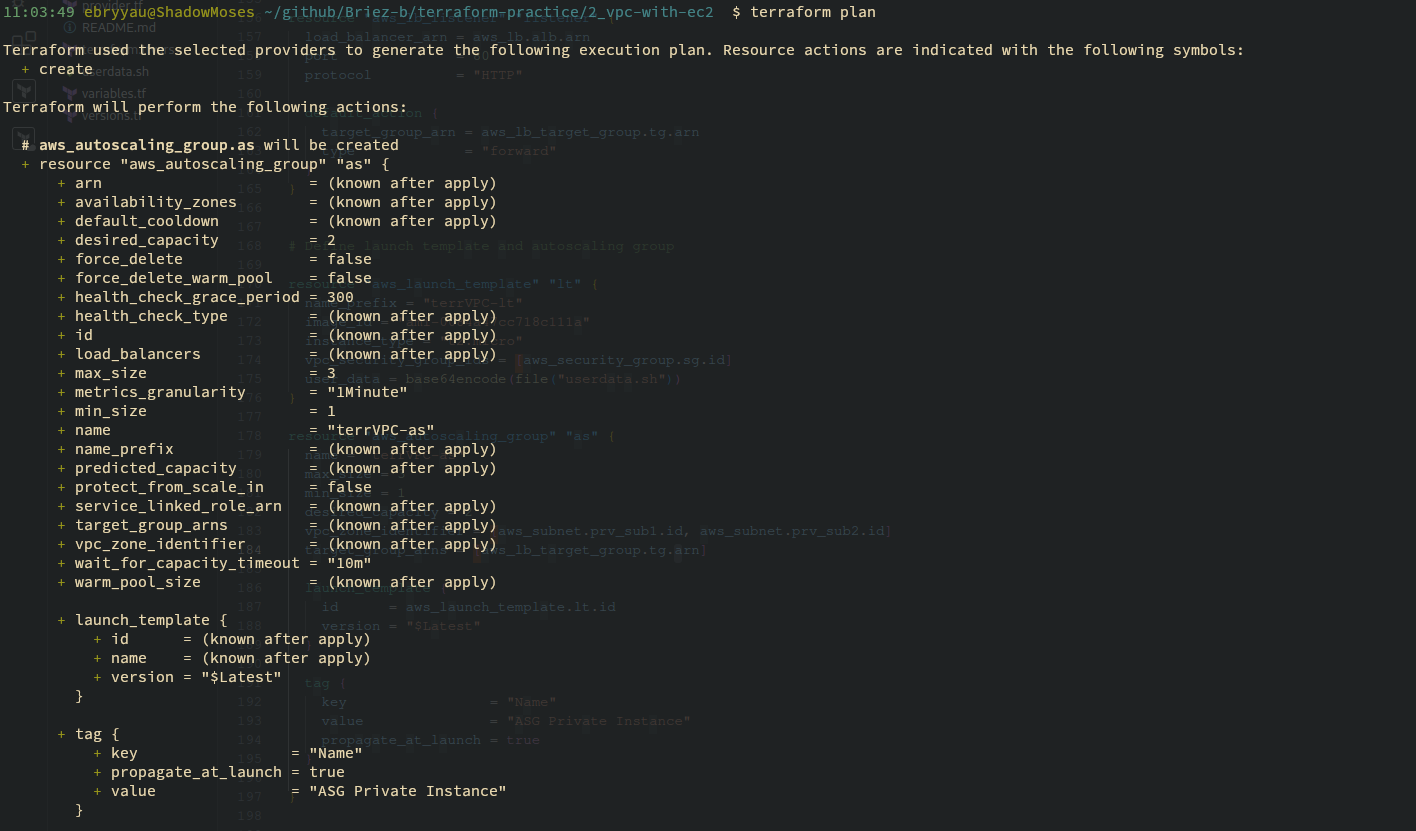 11:03:49 ebryyau@ShadowMoses ~/github/Briez-b/terraform-practice/2_vpc-with-ec2 $ terraform plan
Terraform used the selected providers to generate the following execution plan. Resource actions are indicated with the following symbols:
+ create
Terraform will perform the following actions:
# aws_autoscaling_group.as will be created
+ resource "aws_autoscaling_group" "as" {
+ arn = (known after apply)
+ availability_zones = (known after apply)
+ default_cooldown = (known after apply)
+ desired_capacity = 2
+ force_delete = false
+ force_delete_warm_pool = false
+ health_check_grace_period = 300
+ health_check_type = (known after apply)
+ id = (known after apply)
+ load_balancers = (known after apply)
+ max_size = 3
+ metrics_granularity = "1Minute"
+ min_size = 1
+ name = "terrVPC-as"
+ name_prefix = (known after apply)
+ predicted_capacity = (known after apply)
+ protect_from_scale_in = false
+ service_linked_role_arn = (known after apply)
+ target_group_arns = (known after apply)
+ vpc_zone_identifier = (known after apply)
+ wait_for_capacity_timeout = "10m"
+ warm_pool_size = (known after apply)
+ launch_template {
+ id = (known after apply)
+ name = (known after apply)
+ version = "$Latest"
}
+ tag {
+ key = "Name"
+ propagate_at_launch = true
+ value = "ASG Private Instance"
}